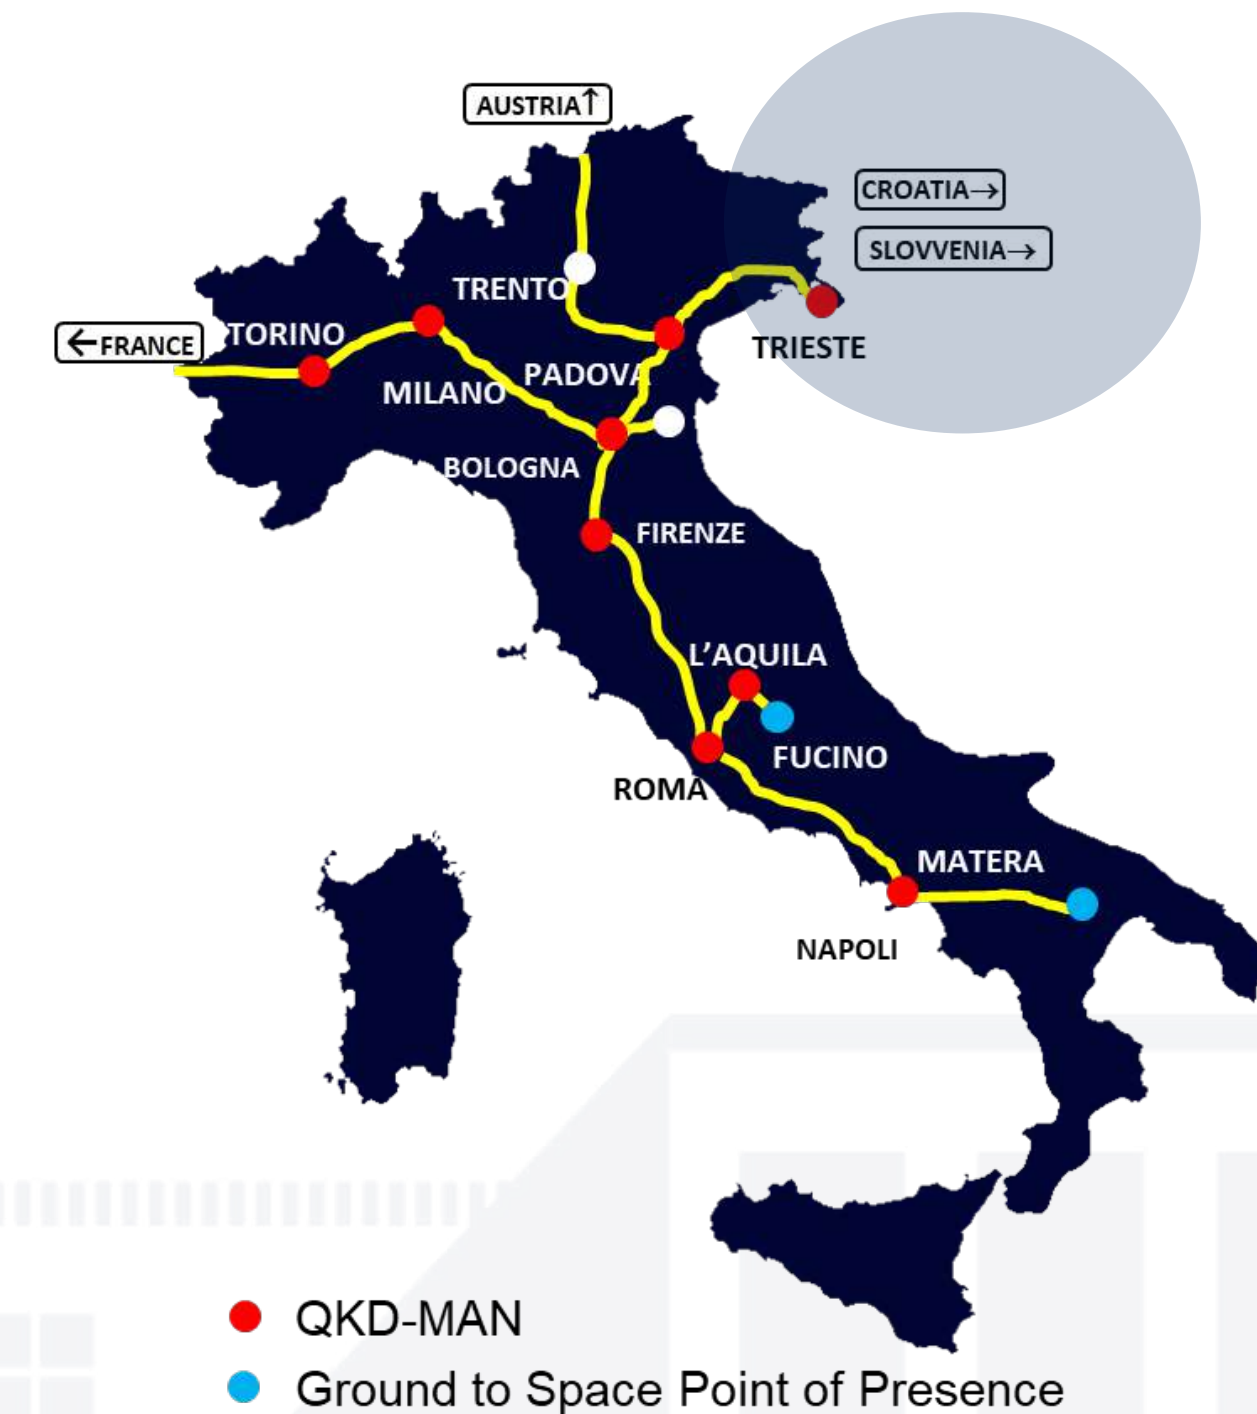 AUSTRIA↑
CROATIA→
SLOVVENIA→
TRENTO
←FRANCE
TORINO
TRIESTE
PADOVA
MILANO
BOLOGNA
FIRENZE
L’AQUILA
FUCINO
ROMA
MATERA
NAPOLI
QKD-MAN
Ground to Space Point of Presence